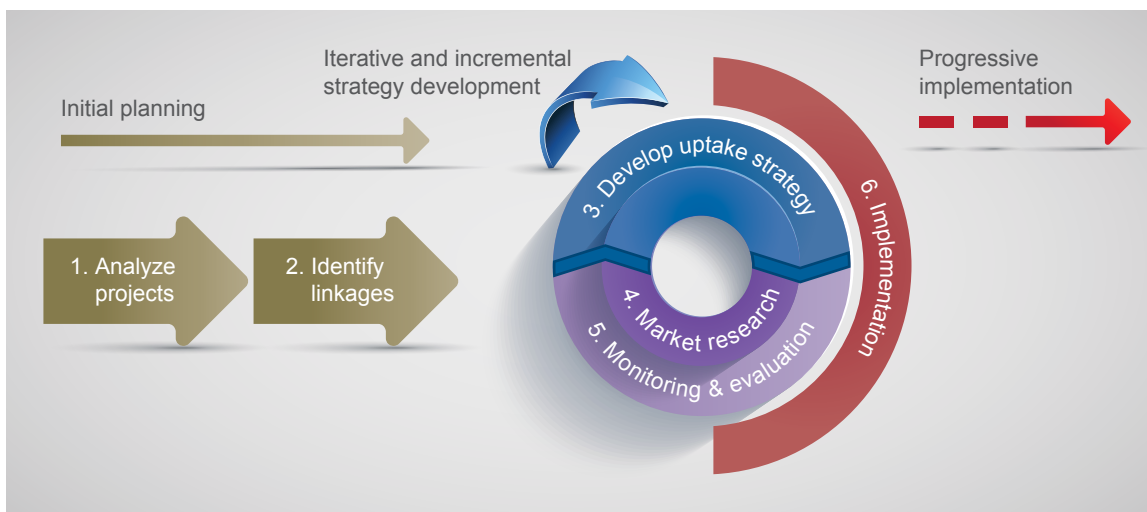 Initial planning
Iterative and incremental
strategy development
Progressive
implementation
1. Analyze
projects
2. Identify
linkages
3. Develop uptake strategy
4. Market research
5. Monitoring & evaluation
6. Implementation